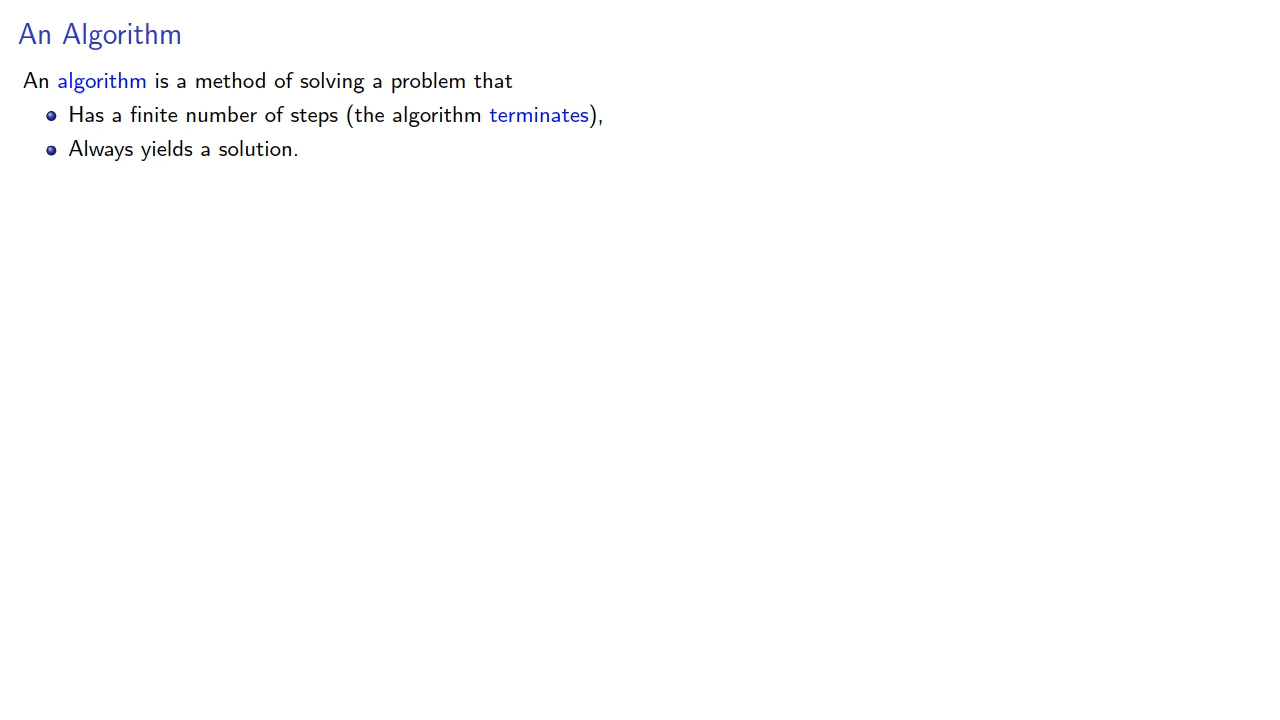 An Algorithm
An algorithm is a method of solving a problem that
Has a finite number of steps (the algorithm terminates),
Always yields a solution.